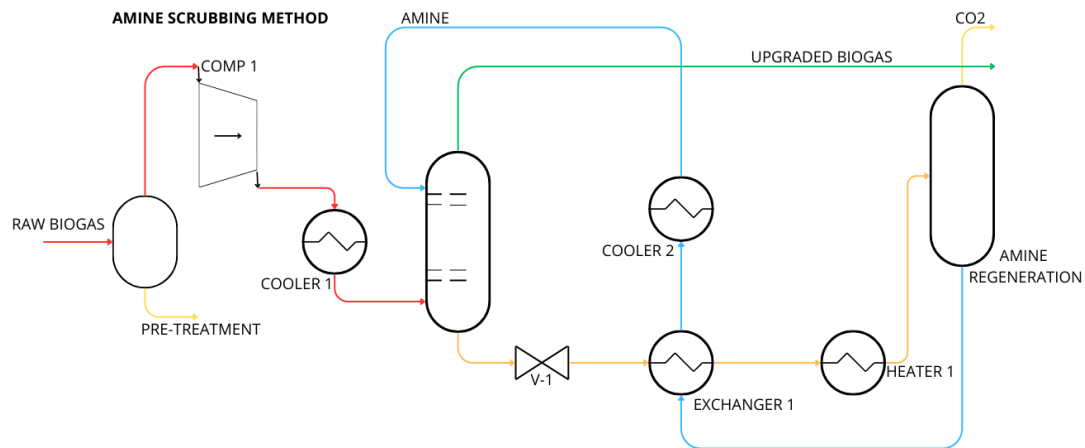 AMINE SCRUBBING METHOD
AMINE
CO2
COMP 1
UPGRADED BIOGAS
RAW BIOGAS
COOLER 2
AMINE
REGENERATION
COOLER 1
PRE-TREATMENT
V-1
HEATER 1
EXCHANGER 1